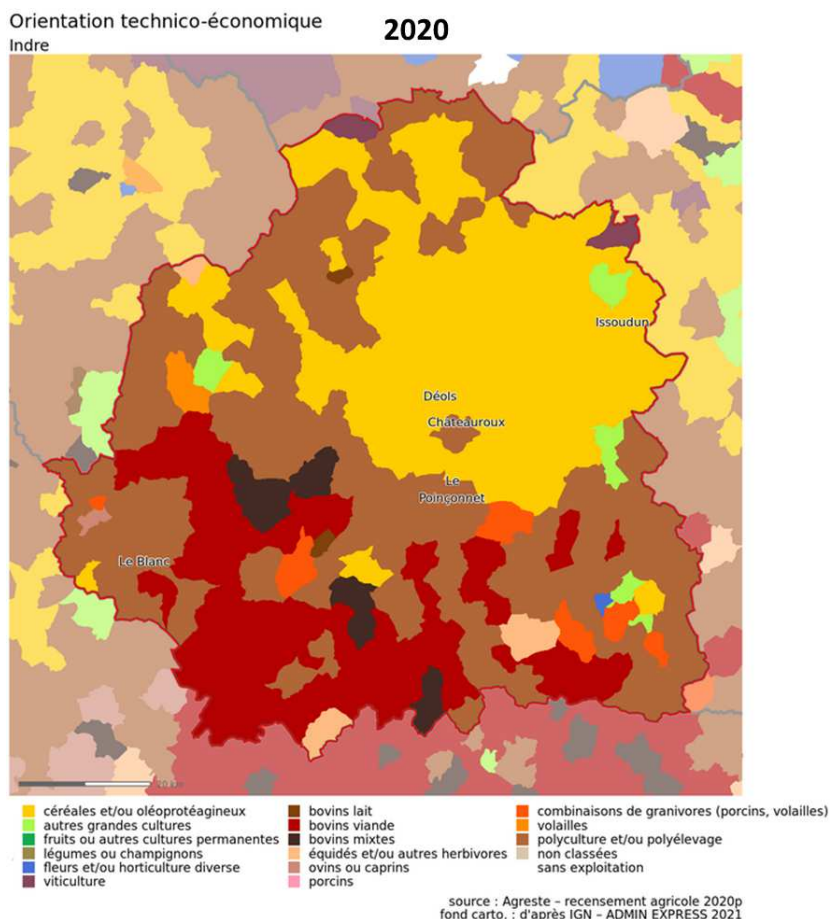 Orientation technico-économique
2020
Indre
Issoudun
Déols
Châteauroux
Le
Poinçonnet
Le Blanc
céréales et/ou oléoprotéagineux
autres grandes cultures
fruits ou autres cultures permanentes
légumes ou champignons
fleurs et/ou horticulture diverse
viticulture
bovins lait
bovins viande
bovins mixtes
équidés et/ou autres herbivores
ovins ou caprins
porcins
combinaisons de granivores (porcins, volailles)
volailles
polyculture et/ou polyélevage
non classées
sans exploitation
source : Agreste – recensement agricole 2020p
fond carto. : d'après IGN – ADMIN EXPRESS 2021